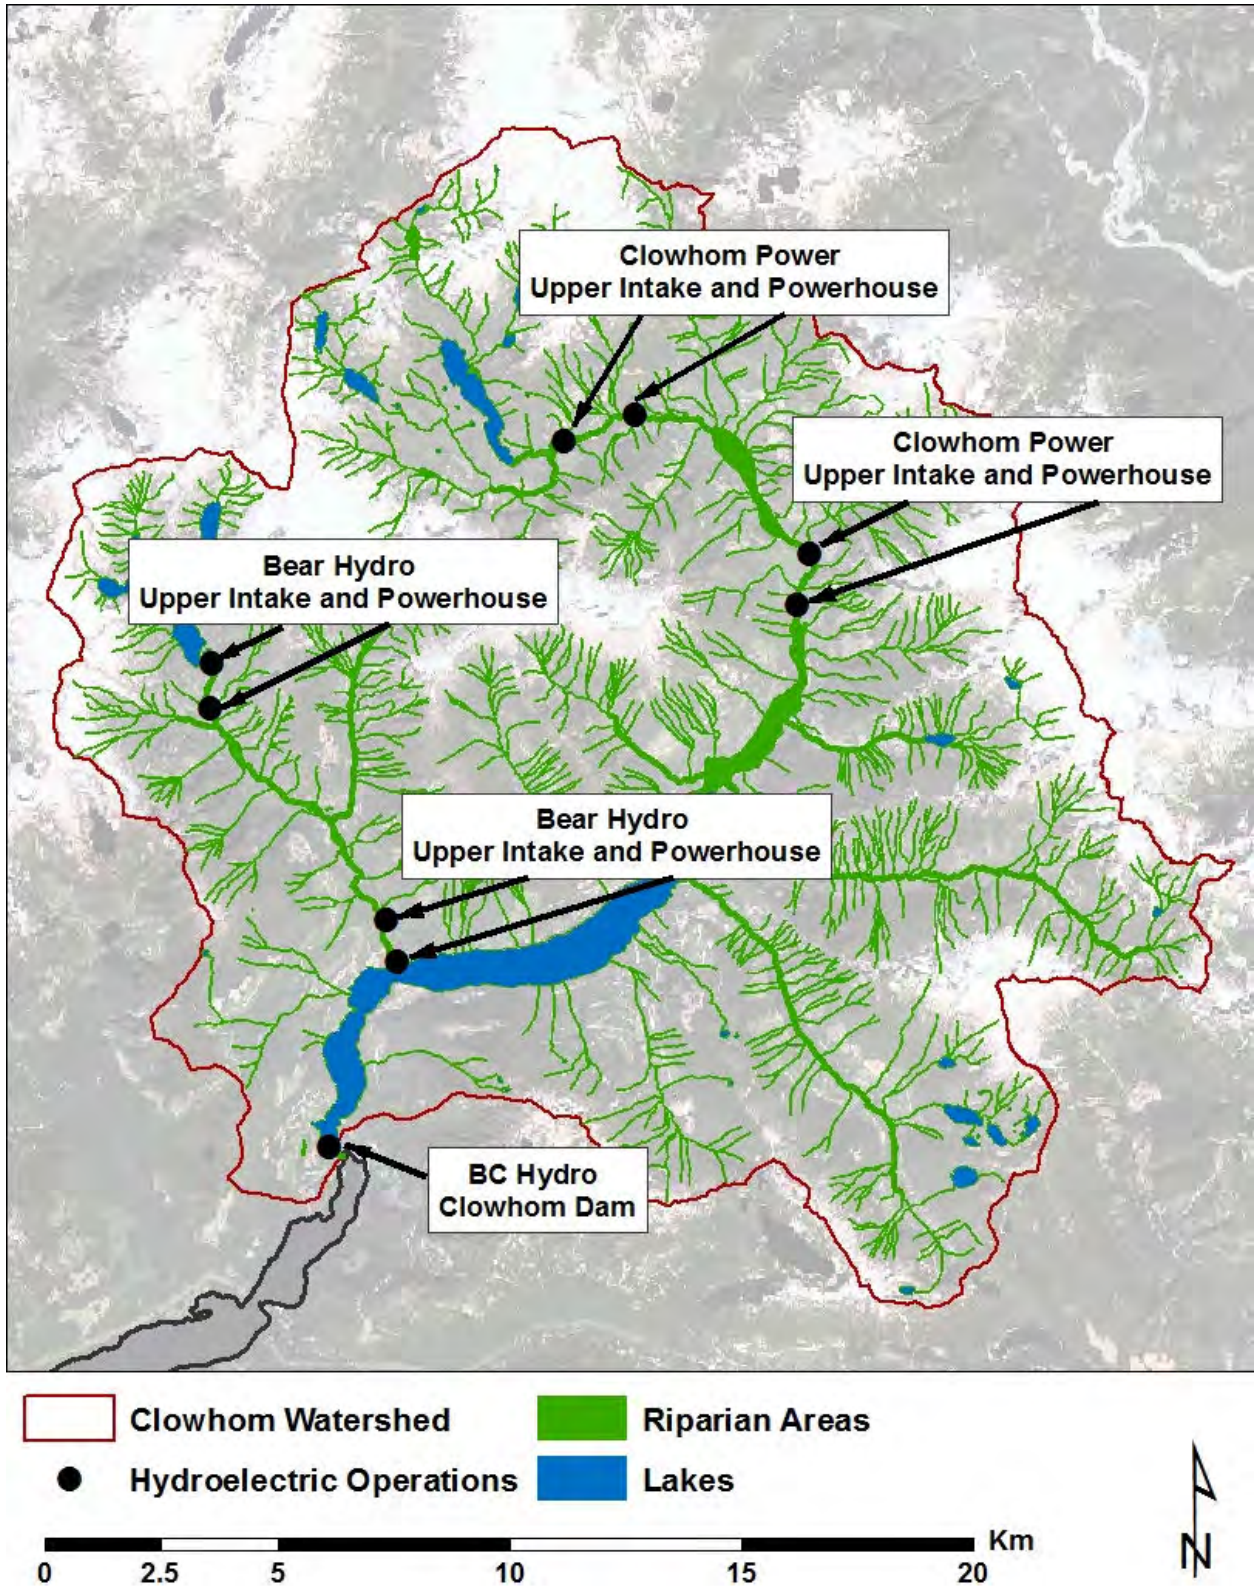 Clowhom Power
Upper Intake and Powerhouse
Clowhom Power
Upper Intake and Powerhouse
Bear Hydro
Upper Intake and Powerhouse
Bear Hydro
Upper Intake and Powerhouse
BC Hydro
Clowhom Dam
Clowhom Watershed
Riparian Areas
Hydroelectric Operations
Lakes
Km
0 2.5 5 10 15 20
N